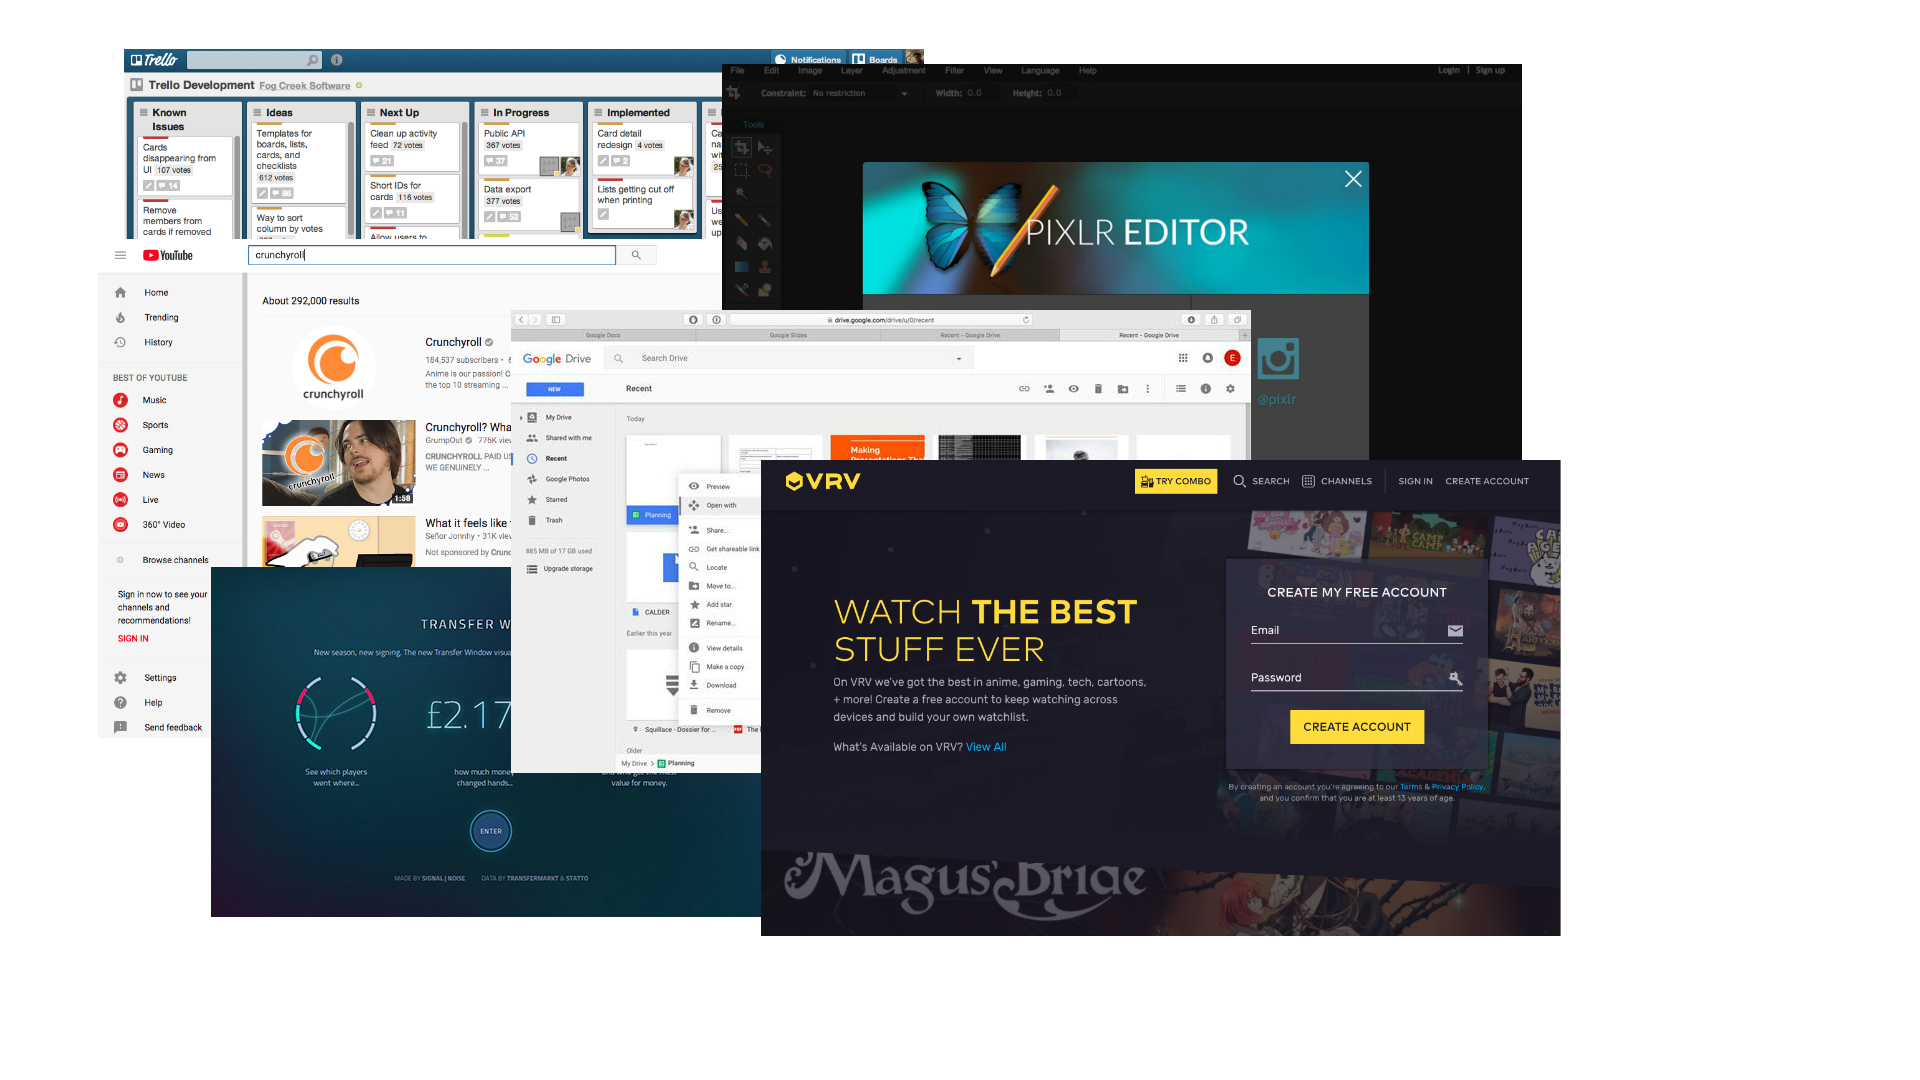 Trello
Notifications
Boards
Trello Development Fog Creek Software
Known Issues
Cards disappearing from UI 107 votes
14
Remove members from cards if removed
Ideas
Templates for boards, lists, cards, and checklists
612 votes
86
Way to sort column by votes
Next Up
Clean up activity feed 72 votes
21
Short IDs for cards 116 votes
11
Allow users to
In Progress
Public API
367 votes
37
Data export
377 votes
52
Implemented
Card detail redesign 4 votes
2
Lists getting cut off when printing
File Edit Image Layer Adjustment Filter View Language Help
Login | Sign up
Constraint: No restriction Width: 0.0 Height: 0.0
Tools
PIXLR EDITOR
@pixlr
YouTube
crunchyroll
Home
Trending
History
BEST OF YOUTUBE
Music
Sports
Gaming
News
Live
360° Video
Browse channels
Sign in now to see your channels and recommendations!
SIGN IN
Settings
Help
Send feedback
About 292,000 results
crunchyroll
Crunchyroll
184,537 subscribers •
Anime is our passion! C
the top 10 streaming ...
crunchyroll
1:58
Crunchyroll? Wha
GrumpOut 776K view
CRUNCHYROLL PAID US
WE GENUINELY ...
What it feels like
Señor Jonnhy • 31K view
Not sponsored by Crunc
drive.google.com/drive/u/0/recent
Google Docs
Google Slides
Recent - Google Drive
Recent - Google Drive
Google Drive
Search Drive
E
NEW
Recent
My Drive
Shared with me
Recent
Google Photos
Starred
Trash
885 MB of 17 GB used
Upgrade storage
Today
Making
Presentations Tha
Planning
CALDER
Earlier this year
Squillace - Dossier for ...
PDF
The
Older
My Drive > Planning
Preview
Open with
Share...
Get shareable link
Locate
Move to...
Add star
Rename...
View details
Make a copy
Download
Remove
TRANSFER W
New season, new signing. The new Transfer Window visua
£2.17
See which players went where...
how much money changed hands...
and who got the most value for money.
ENTER
MADE BY SIGNAL | NOISE DATA BY TRANSFERMARKT & STATTO
VRV
TRY COMBO
SEARCH
CHANNELS
SIGN IN
CREATE ACCOUNT
WATCH THE BEST
STUFF EVER
On VRV we've got the best in anime, gaming, tech, cartoons,
+ more! Create a free account to keep watching across
devices and build your own watchlist.
What's Available on VRV? View All
CAMP CAMP
CREATE MY FREE ACCOUNT
Email
Password
CREATE ACCOUNT
By creating an account you're agreeing to our Terms & Privacy Policy,
and you confirm that you are at least 13 years of age.
Magus' Bride